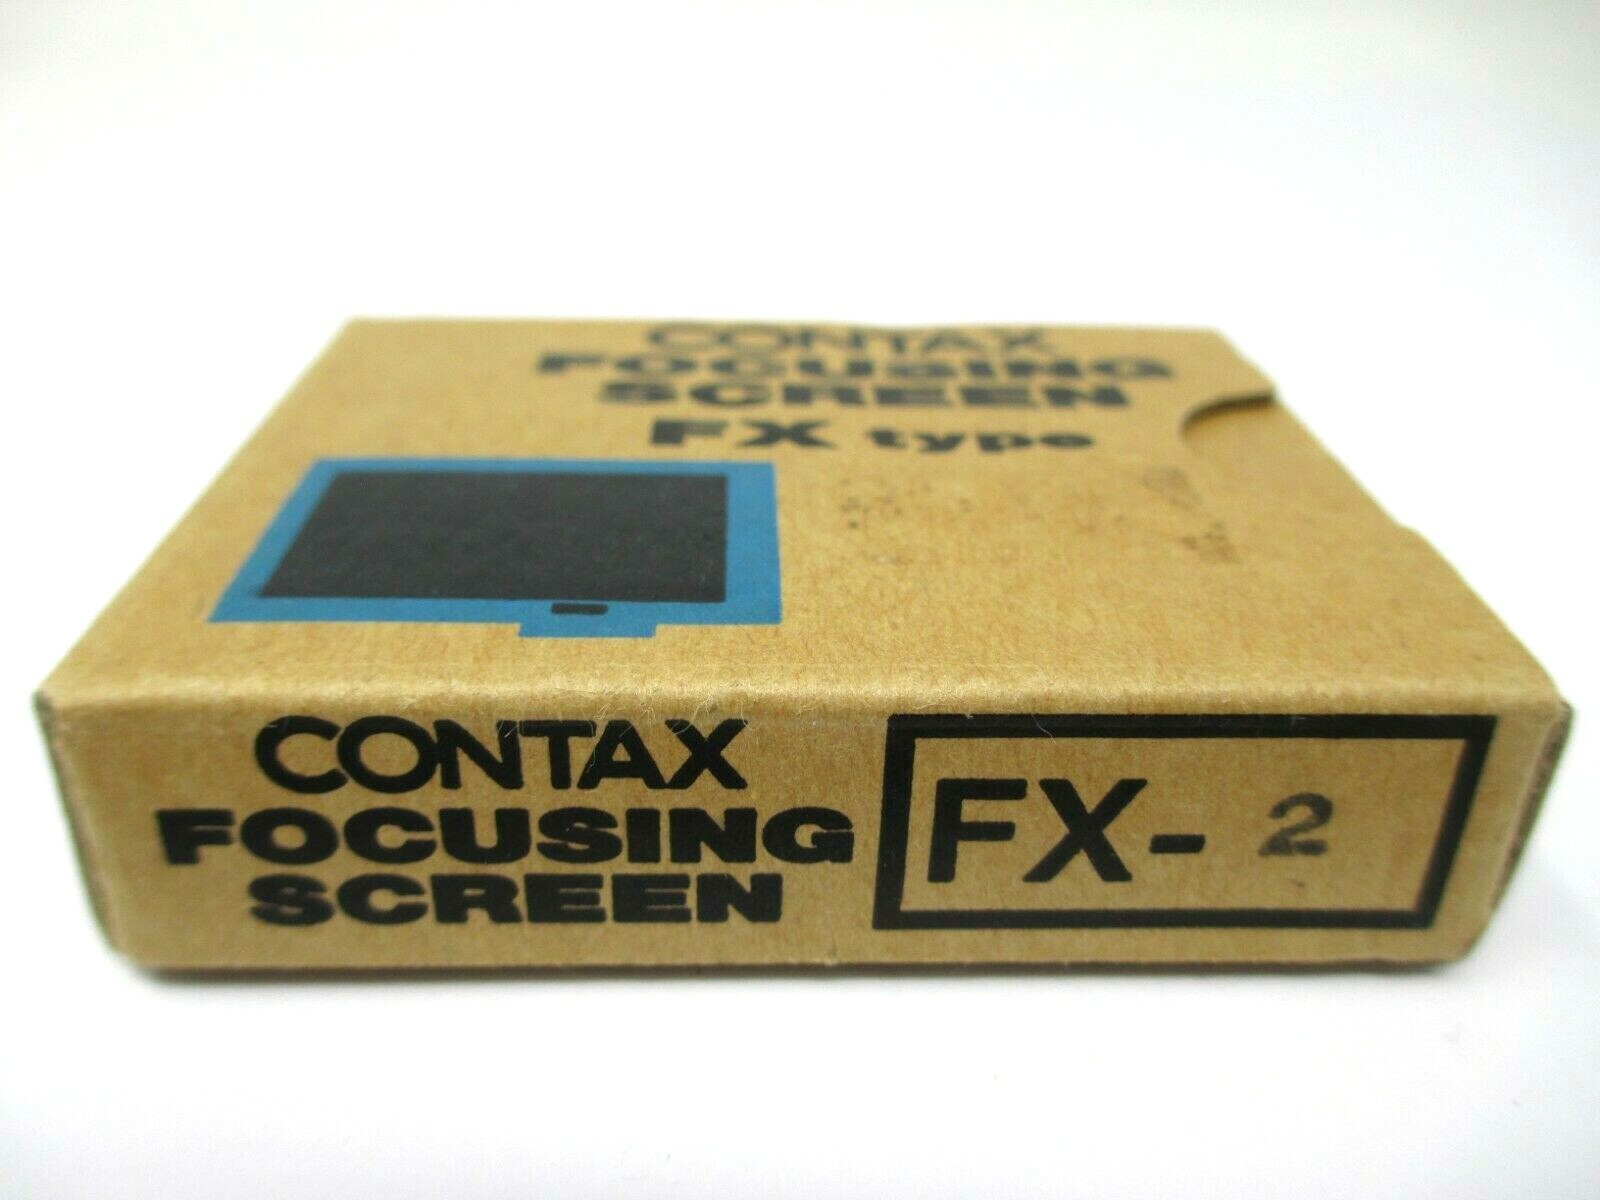 CONTAX
FOCUSING
SCREEN
FX type
CONTAX
FOCUSING
SCREEN
FX- 2